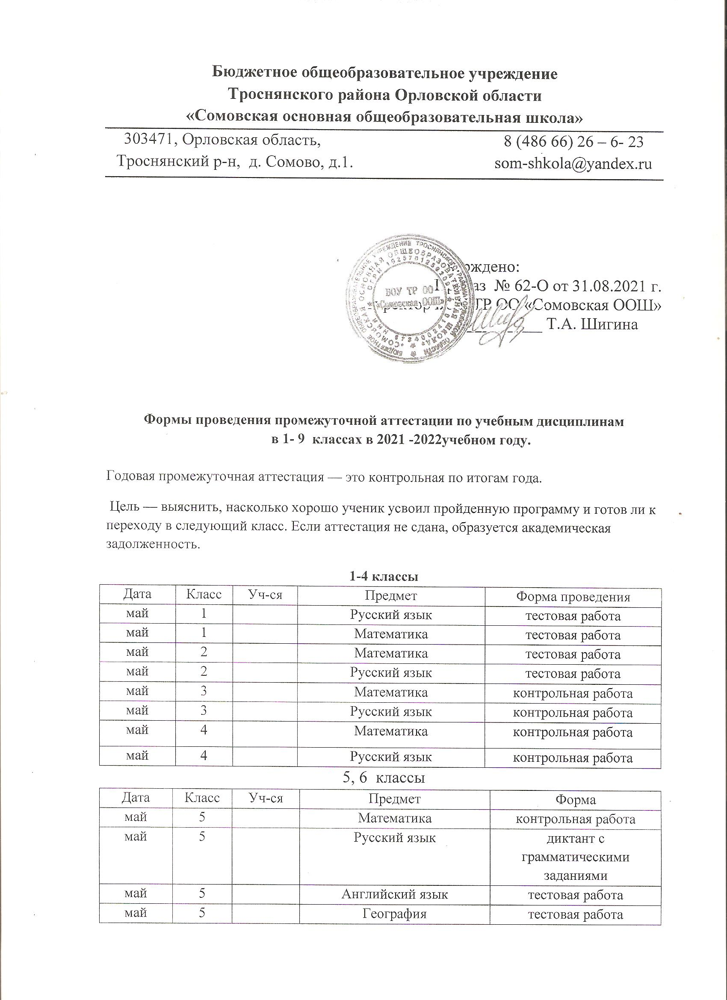 Бюджетное общеобразовательное учреждение
Троснянского района Орловской области
«Сомовская основная общеобразовательная школа»
303471, Орловская область, 8 (486 66) 26 – 6- 23
Троснянский р-н, д. Сомово, д.1. som-shkola@yandex.ru
№ 62-О от 31.08.2021 г.
ТР ОО «Сомовская ООШ»
Т.А. Шигина
БОУ ТР ОО
«Сомовская ООШ»
Формы проведения промежуточной аттестации по учебным дисциплинам
в 1- 9 классах в 2021 -2022учебном году.
Годовая промежуточная аттестация — это контрольная по итогам года.
Цель — выяснить, насколько хорошо ученик усвоил пройденную программу и готов ли к
переходу в следующий класс. Если аттестация не сдана, образуется академическая
задолженность.
1-4 классы
Дата Класс Уч-ся Предмет Форма проведения
май 1 Русский язык тестовая работа
май 1 Математика тестовая работа
май 2 Математика тестовая работа
май 2 Русский язык тестовая работа
май 3 Математика контрольная работа
май 3 Русский язык контрольная работа
май 4 Математика контрольная работа
май 4 Русский язык контрольная работа
5, 6 классы
Дата Класс Уч-ся Предмет Форма
май 5 Математика контрольная работа
май 5 Русский язык диктант с
грамматическими
заданиями
май 5 Английский язык тестовая работа
май 5 География тестовая работа